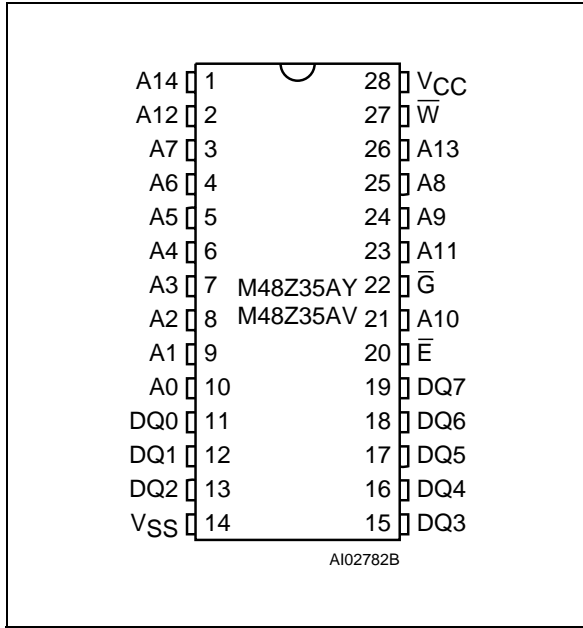 A14 1 28 VCC
A12 2 27 W̅
A7 3 26 A13
A6 4 25 A8
A5 5 24 A9
A4 6 23 A11
A3 7 M48Z35AY 22 G̅
A2 8 M48Z35AV 21 A10
A1 9 20 E̅
A0 10 19 DQ7
DQ0 11 18 DQ6
DQ1 12 17 DQ5
DQ2 13 16 DQ4
VSS 14 15 DQ3
AI02782B